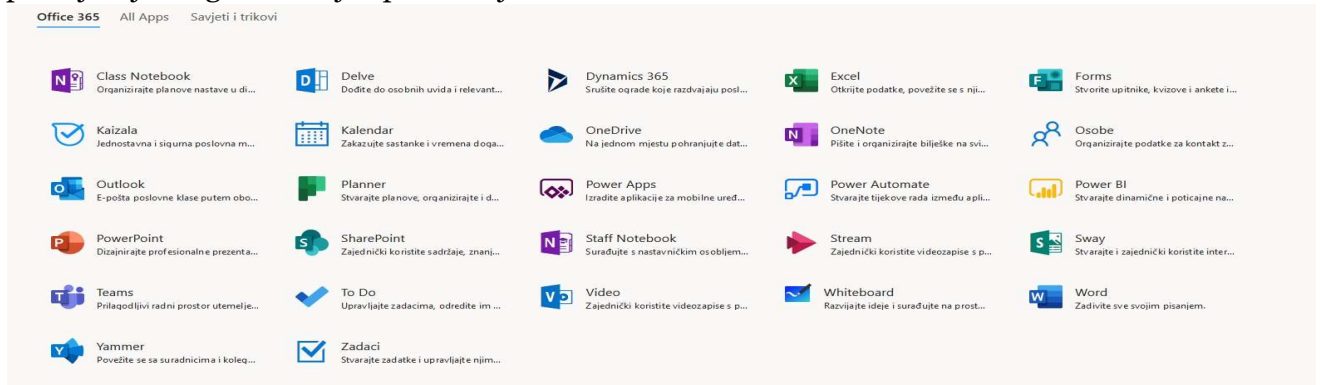 Office 365 All Apps Savjeti i trikovi
Class Notebook Delve Dynamics 365 Excel Forms
Organizirajte planove nastave u di... Dođite do osobnih uvida i relevant... Srušite ograde koje razdvajaju posl... Otkrijte podatke, povežite se s nji... Stvorite upitnike, kvizove i ankete i...
Kaizala Kalendar OneDrive OneNote Osobe
Jednostavna i sigurna poslovna m... Zakazujte sastanke i vremena doga... Na jednom mjestu pohranjujte dat... Pišite i organizirajte bilješke na svi... Organizirajte podatke za kontakt z...
Outlook Planner Power Apps Power Automate Power BI
E-pošta poslovne klase putem obo... Stvarajte planove, organizirajte i d... Izradite aplikacije za mobilne uređ... Stvarajte tijekove rada između apli... Stvarajte dinamične i poticajne na...
PowerPoint SharePoint Staff Notebook Stream Sway
Dizajnirajte profesionalne prezenta... Zajednički koristite sadržaje, znanj... Surađujte s nastavničkim osobljem... Zajednički koristite videozapise s p... Stvarajte i zajednički koristite inter...
Teams To Do Video Whiteboard Word
Prilagodljivi radni prostor utemelje... Upravljajte zadacima, odredite im ... Zajednički koristite videozapise s p... Razvijajte ideje i surađujte na prost... Zadivite sve svojim pisanjem.
Yammer Zadaci
Povežite se sa suradnicima i koleg... Stvarajte zadatke i upravljajte njim...